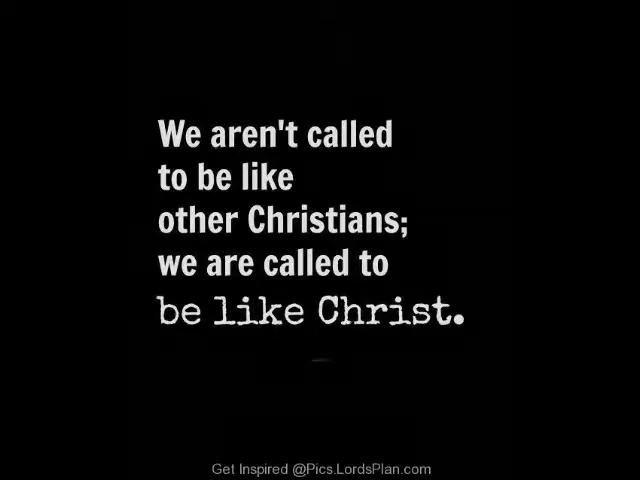 We aren't called
to be like
other Christians;
we are called to
be like Christ.
Get Inspired @Pics.LordsPlan.com